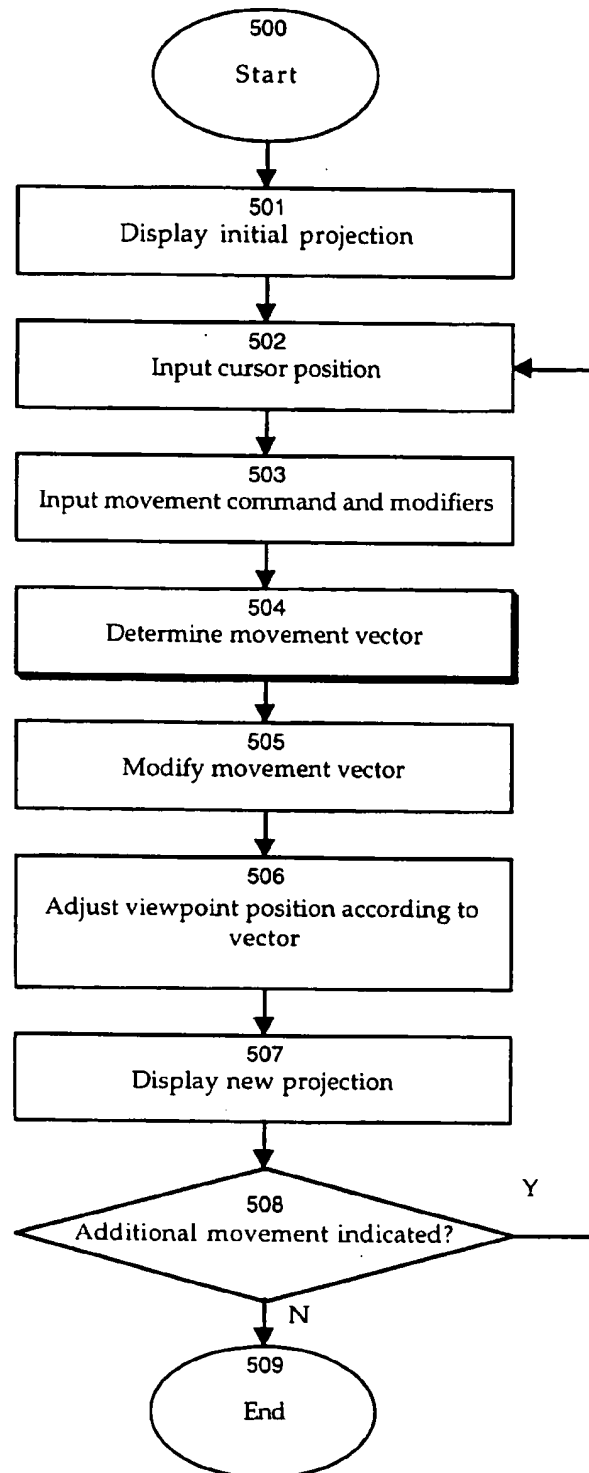 500
Start
501
Display initial projection
502
Input cursor position
503
Input movement command and modifiers
504
Determine movement vector
505
Modify movement vector
506
Adjust viewpoint position according to
vector
507
Display new projection
Y
508
Additional movement indicated?
N
509
End